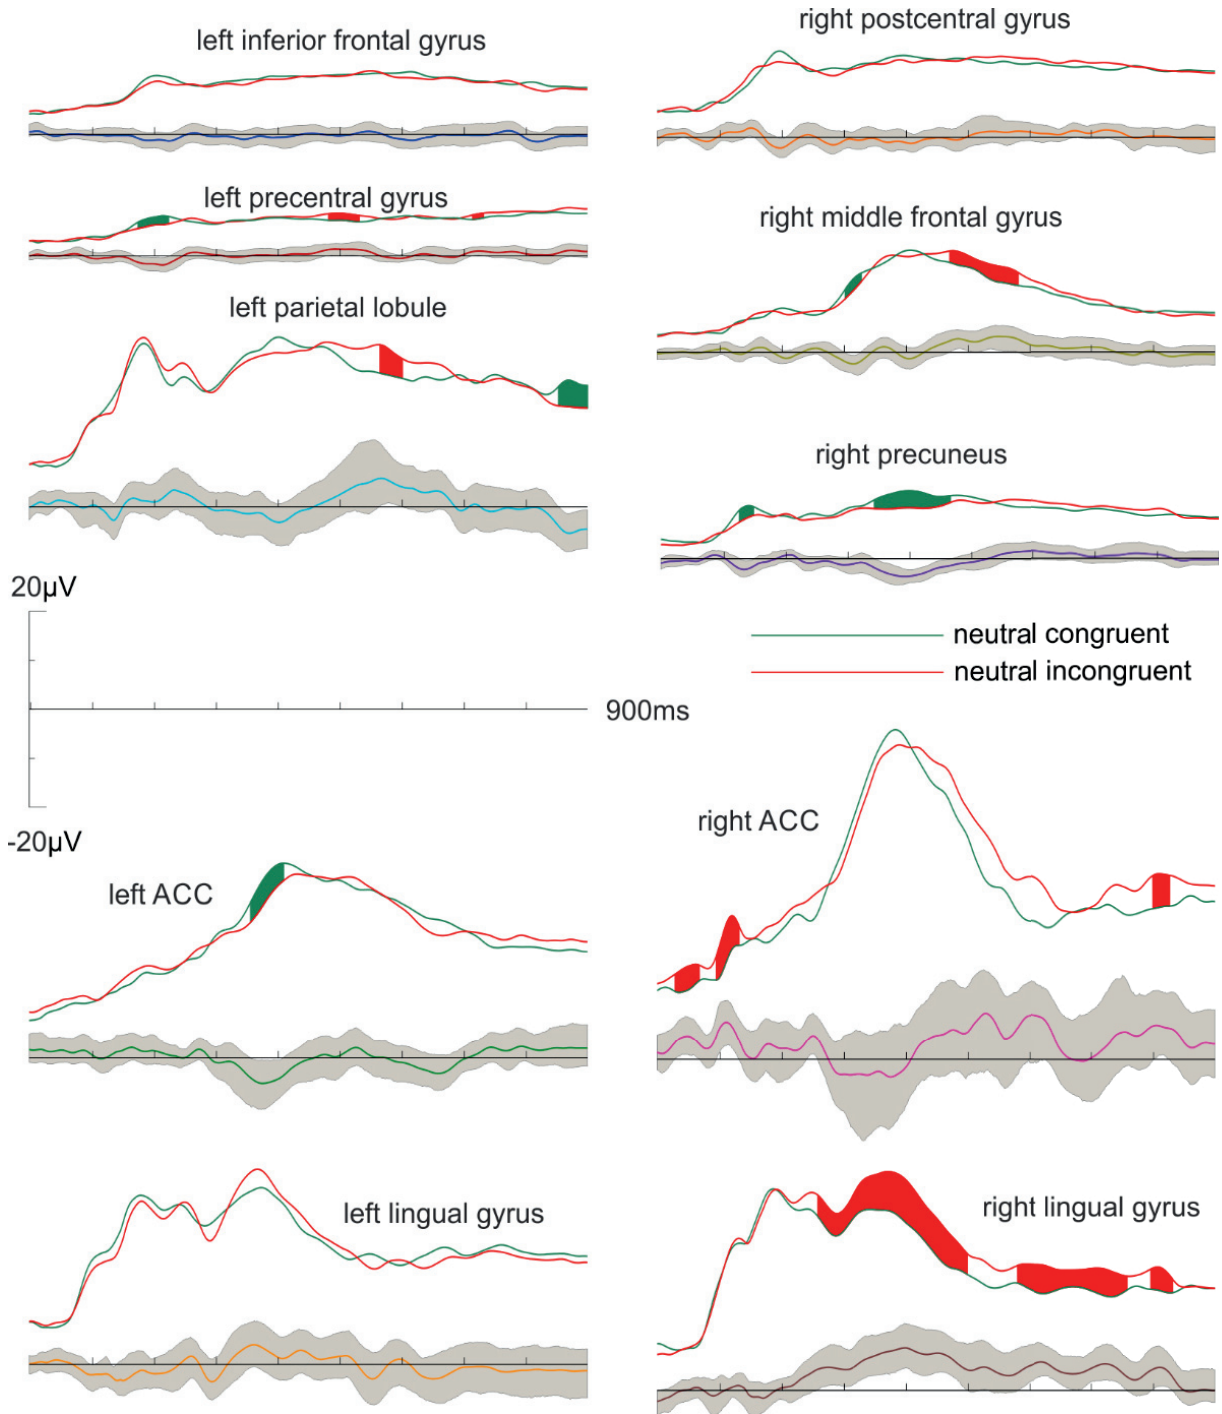 right postcentral gyrus
left inferior frontal gyrus
left precentral gyrus
right middle frontal gyrus
left parietal lobule
right precuneus
20µV
neutral congruent
neutral incongruent
900ms
right ACC
-20µV
left ACC
right lingual gyrus
left lingual gyrus